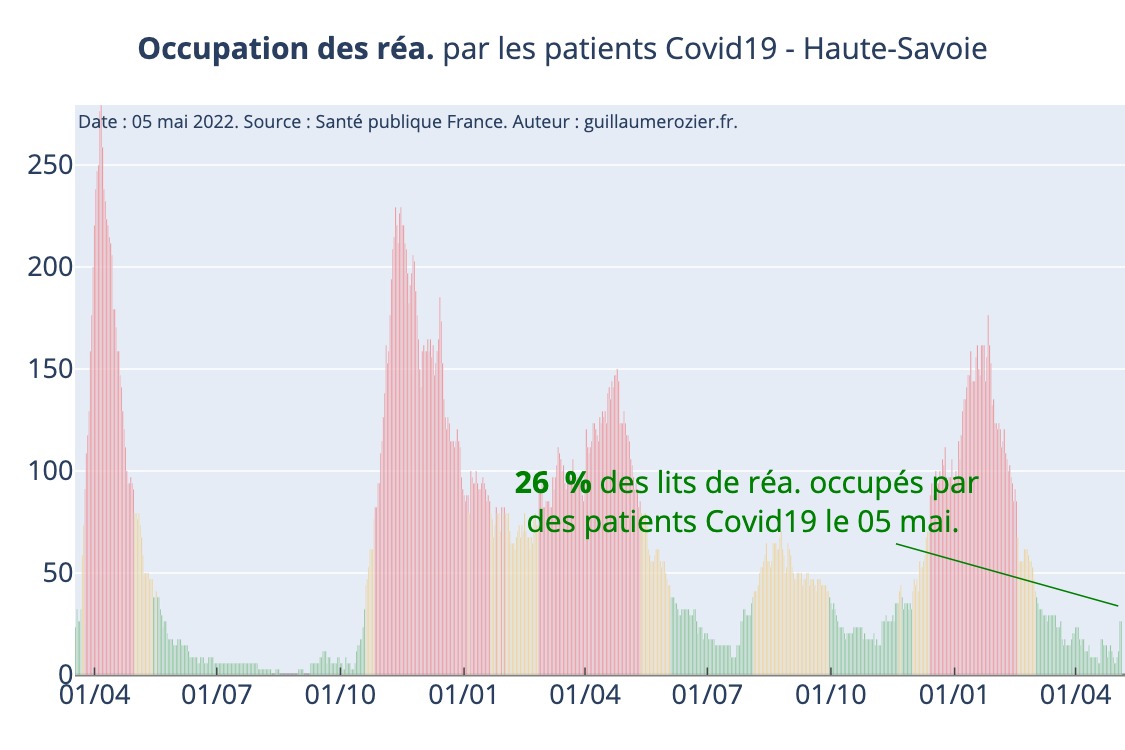 Occupation des réa. par les patients Covid19 - Haute-Savoie
Date : 05 mai 2022. Source : Santé publique France. Auteur : guillaumerozier.fr.
250
200
150
100
50
0
26 % des lits de réa. occupés par
des patients Covid19 le 05 mai.
01/04 01/07 01/10 01/01 01/04 01/07 01/10 01/01 01/04